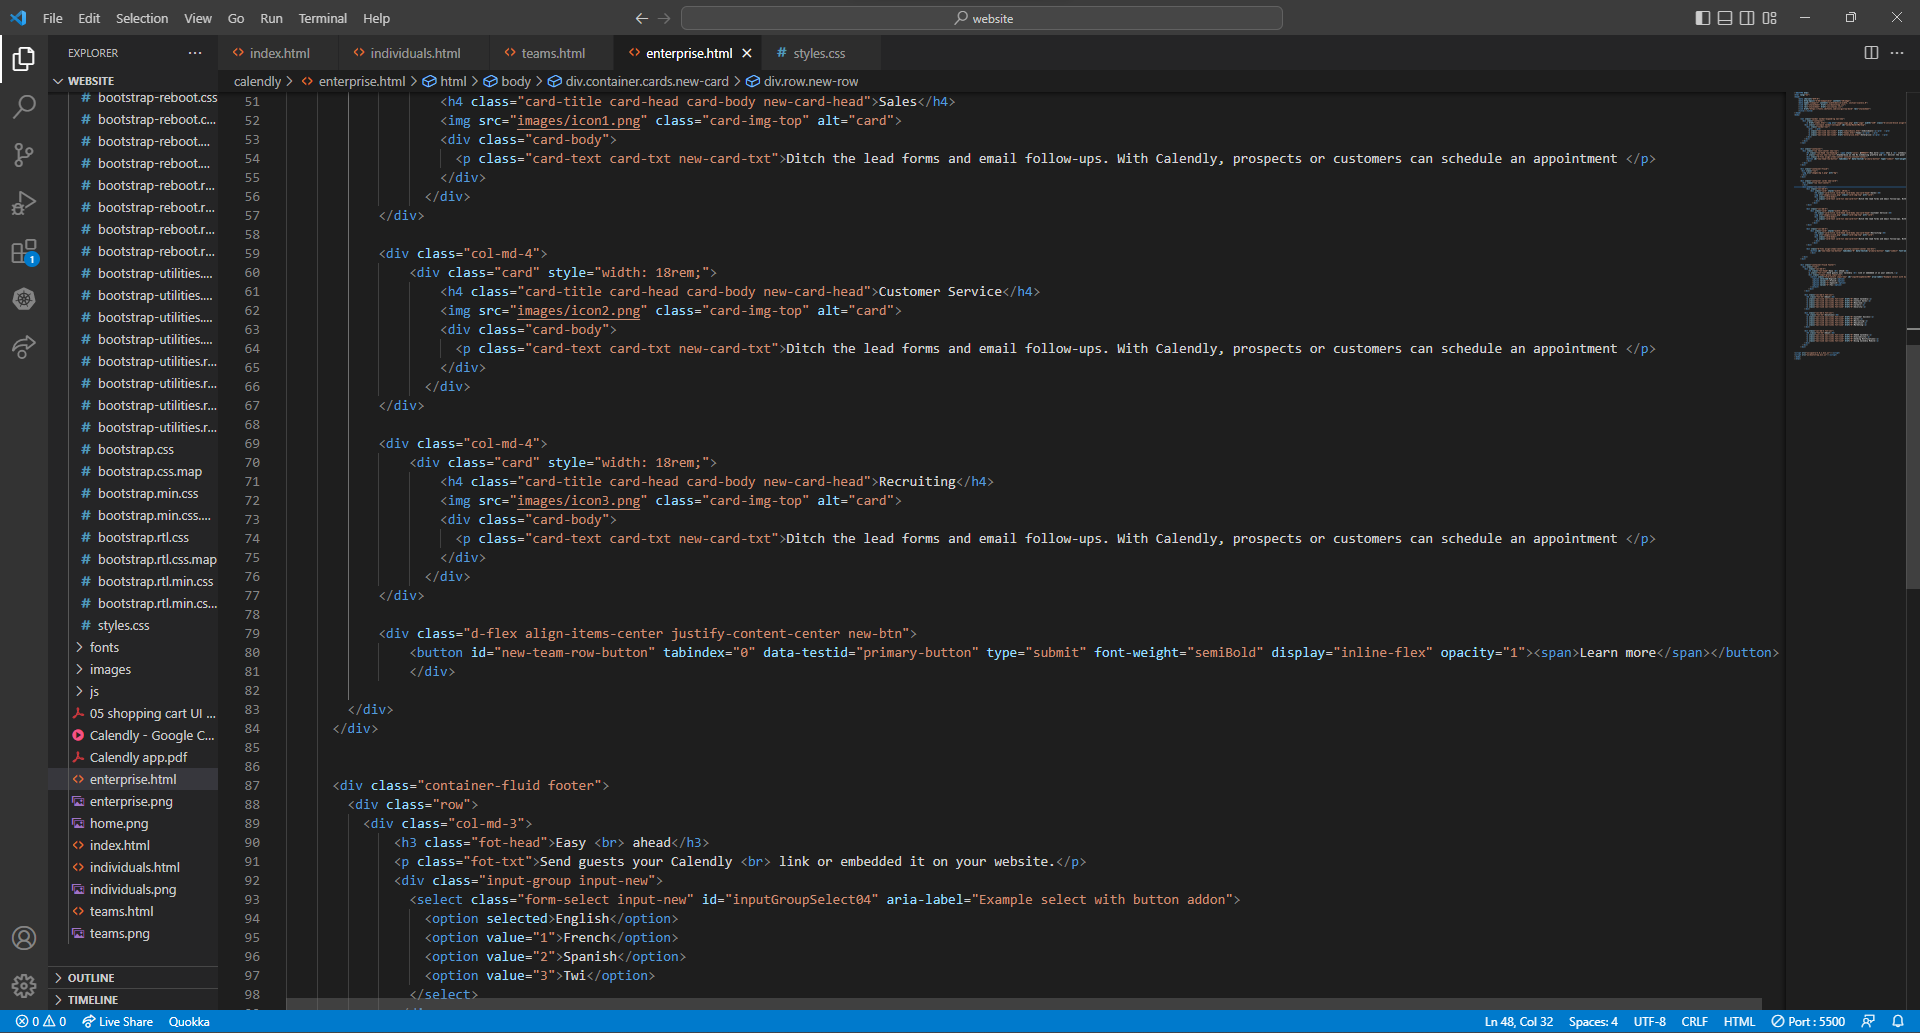 File Edit Selection View Go Run Terminal Help
website
EXPLORER
index.html individuals.html teams.html enterprise.html styles.css
WEBSITE
calendly > enterprise.html > html > body > div.container.cards.new-card > div.row.new-row
bootstrap-reboot.css
bootstrap-reboot.c...
bootstrap-reboot....
bootstrap-reboot....
bootstrap-reboot.r...
bootstrap-reboot.r...
bootstrap-reboot.r...
bootstrap-reboot.r...
bootstrap-utilities....
bootstrap-utilities....
bootstrap-utilities....
bootstrap-utilities....
bootstrap-utilities.r...
bootstrap-utilities.r...
bootstrap-utilities.r...
bootstrap-utilities.r...
bootstrap.css
bootstrap.css.map
bootstrap.min.css
bootstrap.min.css....
bootstrap.rtl.css
bootstrap.rtl.css.map
bootstrap.rtl.min.css
bootstrap.rtl.min.cs...
styles.css
fonts
images
js
05 shopping cart UI ...
Calendly - Google C...
Calendly app.pdf
enterprise.html
enterprise.png
home.png
index.html
individuals.html
individuals.png
teams.html
teams.png
OUTLINE
TIMELINE
1
51 <h4 class="card-title card-head card-body new-card-head">Sales</h4>
52 <img src="images/icon1.png" class="card-img-top" alt="card">
53 <div class="card-body">
54 <p class="card-text card-txt new-card-txt">Ditch the lead forms and email follow-ups. With Calendly, prospects or customers can schedule an appointment </p>
55 </div>
56 </div>
57 </div>
58
59 <div class="col-md-4">
60 <div class="card" style="width: 18rem;">
61 <h4 class="card-title card-head card-body new-card-head">Customer Service</h4>
62 <img src="images/icon2.png" class="card-img-top" alt="card">
63 <div class="card-body">
64 <p class="card-text card-txt new-card-txt">Ditch the lead forms and email follow-ups. With Calendly, prospects or customers can schedule an appointment </p>
65 </div>
66 </div>
67 </div>
68
69 <div class="col-md-4">
70 <div class="card" style="width: 18rem;">
71 <h4 class="card-title card-head card-body new-card-head">Recruiting</h4>
72 <img src="images/icon3.png" class="card-img-top" alt="card">
73 <div class="card-body">
74 <p class="card-text card-txt new-card-txt">Ditch the lead forms and email follow-ups. With Calendly, prospects or customers can schedule an appointment </p>
75 </div>
76 </div>
77 </div>
78
79 <div class="d-flex align-items-center justify-content-center new-btn">
80 <button id="new-team-row-button" tabindex="0" data-testid="primary-button" type="submit" font-weight="semiBold" display="inline-flex" opacity="1"><span>Learn more</span></button>
81 </div>
82
83 </div>
84 </div>
85
86
87 <div class="container-fluid footer">
88 <div class="row">
89 <div class="col-md-3">
90 <h3 class="fot-head">Easy <br> ahead</h3>
91 <p class="fot-txt">Send guests your Calendly <br> link or embedded it on your website.</p>
92 <div class="input-group input-new">
93 <select class="form-select input-new" id="inputGroupSelect04" aria-label="Example select with button addon">
94 <option selected>English</option>
95 <option value="1">French</option>
96 <option value="2">Spanish</option>
97 <option value="3">Twi</option>
98 </select>
0 0 Live Share Quokka Ln 48, Col 32 Spaces: 4 UTF-8 CRLF HTML Port : 5500